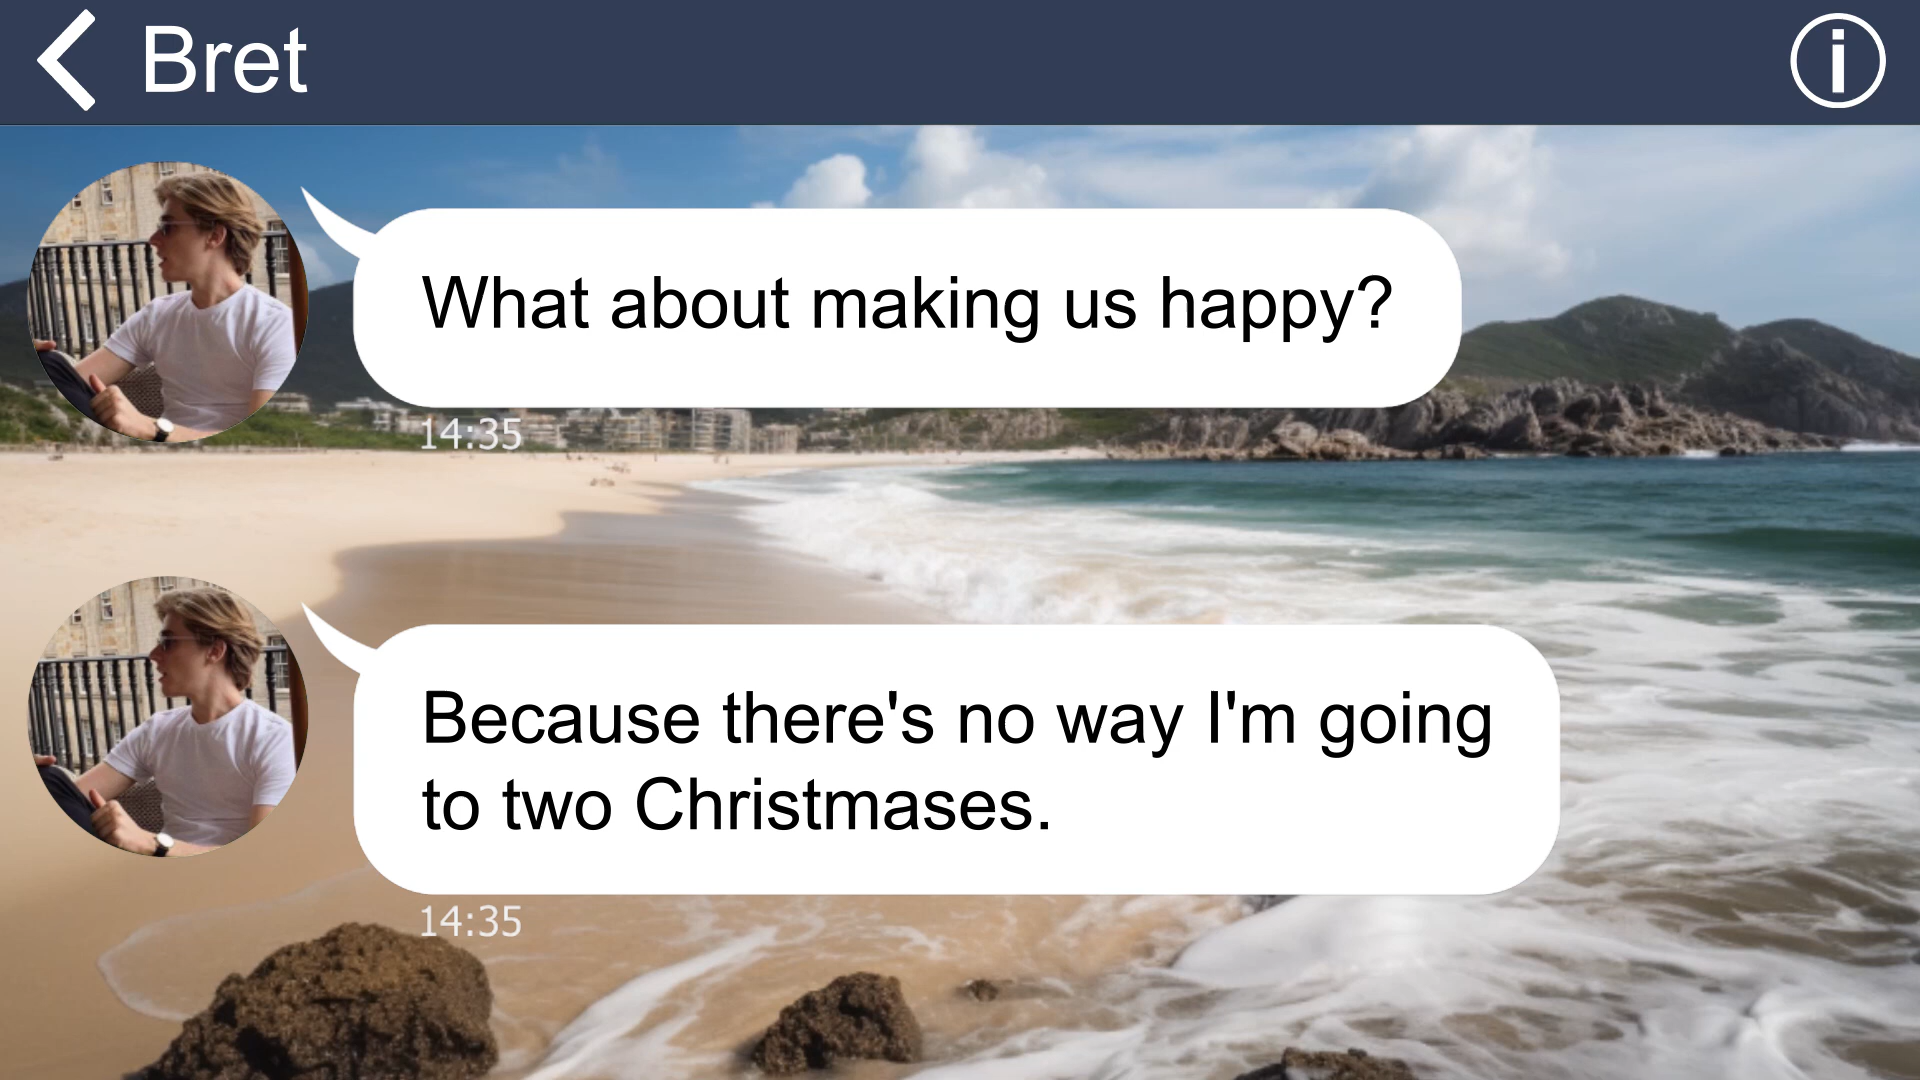 Bret
What about making us happy?
14:35
Because there's no way I'm going
to two Christmases.
14:35